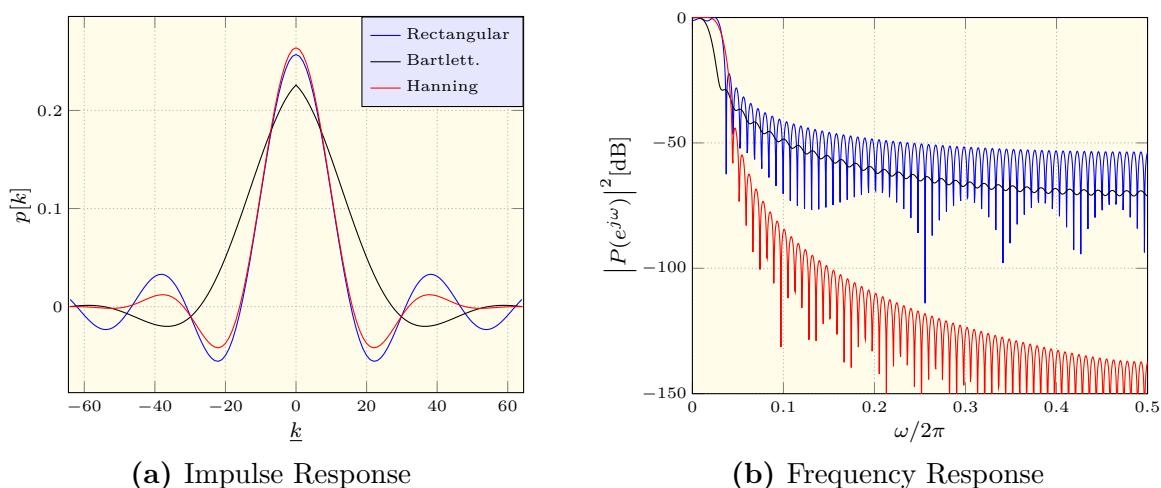 Rectangular
Bartlett.
Hanning
0.2
0.1
0
p[k]
−60 −40 −20 0 20 40 60
k
(a) Impulse Response
0
−50
−100
−150
|P(e^{jω})|^2 [dB]
0 0.1 0.2 0.3 0.4 0.5
ω/2π
(b) Frequency Response